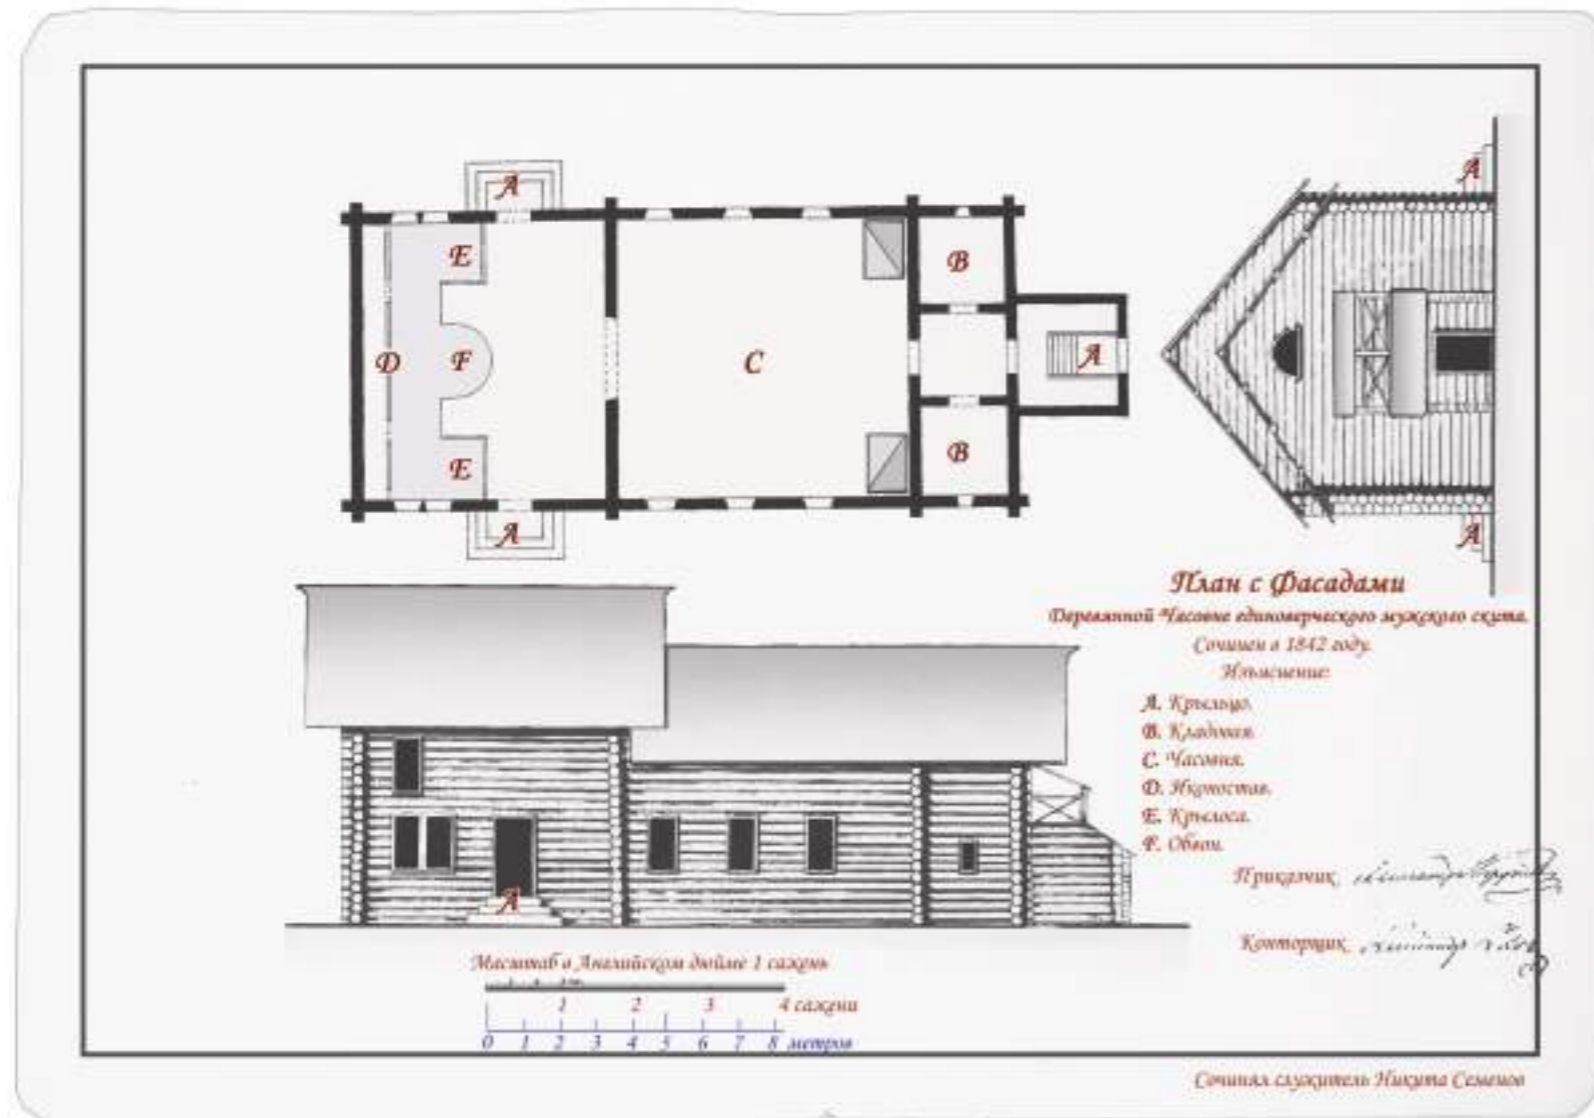 A
E
B
D
F
C
A
B
E
A
A
A
План с Фасадами
Деревянной Часовне единоверческого мужского скита.
Сочинен в 1842 году.
Изъяснение:
A. Крыльцо.
B. Кладовая.
C. Часовня.
D. Иконостас.
E. Крылоса.
F. Обвон.
Приказчик
Конторщик
A
Масштаб в Английском дюйме 1 сажень
1 2 3 4 сажени
0 1 2 3 4 5 6 7 8 метров
Сочинял служитель Никита Семенов